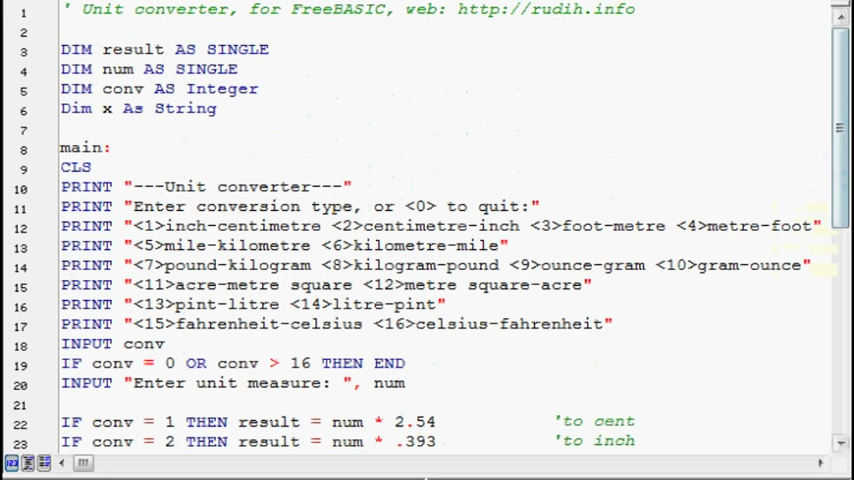 1 ' Unit converter, for FreeBASIC, web: http://rudih.info
2
3 DIM result AS SINGLE
4 DIM num AS SINGLE
5 DIM conv AS Integer
6 Dim x As String
7
8 main:
9 CLS
10 PRINT "---Unit converter---"
11 PRINT "Enter conversion type, or <0> to quit:"
12 PRINT "<1>inch-centimetre <2>centimetre-inch <3>foot-metre <4>metre-foot"
13 PRINT "<5>mile-kilometre <6>kilometre-mile"
14 PRINT "<7>pound-kilogram <8>kilogram-pound <9>ounce-gram <10>gram-ounce"
15 PRINT "<11>acre-metre square <12>metre square-acre"
16 PRINT "<13>pint-litre <14>litre-pint"
17 PRINT "<15>fahrenheit-celsius <16>celsius-fahrenheit"
18 INPUT conv
19 IF conv = 0 OR conv > 16 THEN END
20 INPUT "Enter unit measure: ", num
21
22 IF conv = 1 THEN result = num * 2.54 'to cent
23 IF conv = 2 THEN result = num * .393 'to inch